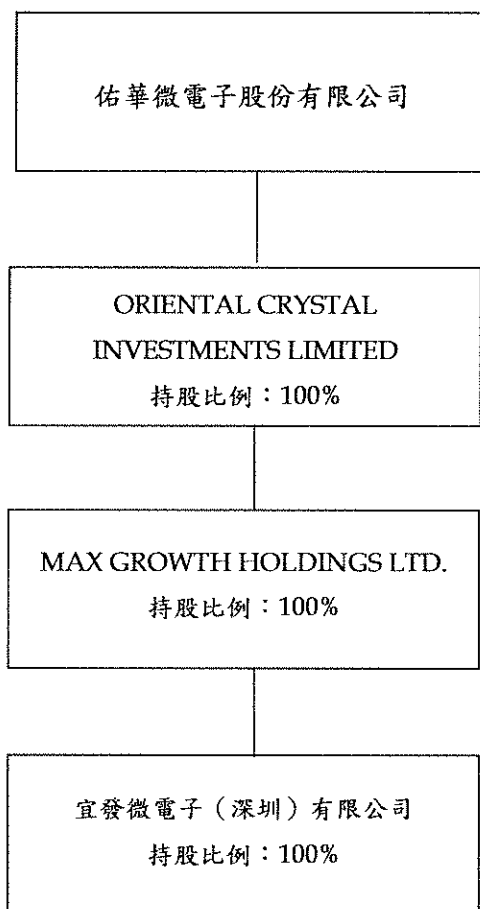 佑華微電子股份有限公司
ORIENTAL CRYSTAL
INVESTMENTS LIMITED
持股比例：100%
MAX GROWTH HOLDINGS LTD.
持股比例：100%
宜發微電子（深圳）有限公司
持股比例：100%